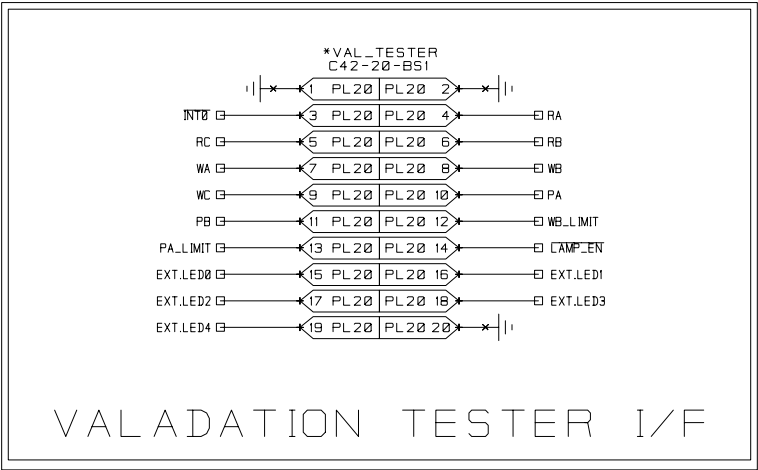 *VAL_TESTER
C42-20-BS1
1 PL20 PL20 2
INT0 3 PL20 PL20 4 RA
RC 5 PL20 PL20 6 RB
WA 7 PL20 PL20 8 WB
WC 9 PL20 PL20 10 PA
PB 11 PL20 PL20 12 WB_LIMIT
PA_LIMIT 13 PL20 PL20 14 LAMP_EN
EXT.LED0 15 PL20 PL20 16 EXT.LED1
EXT.LED2 17 PL20 PL20 18 EXT.LED3
EXT.LED4 19 PL20 PL20 20
VALADATION TESTER I/F